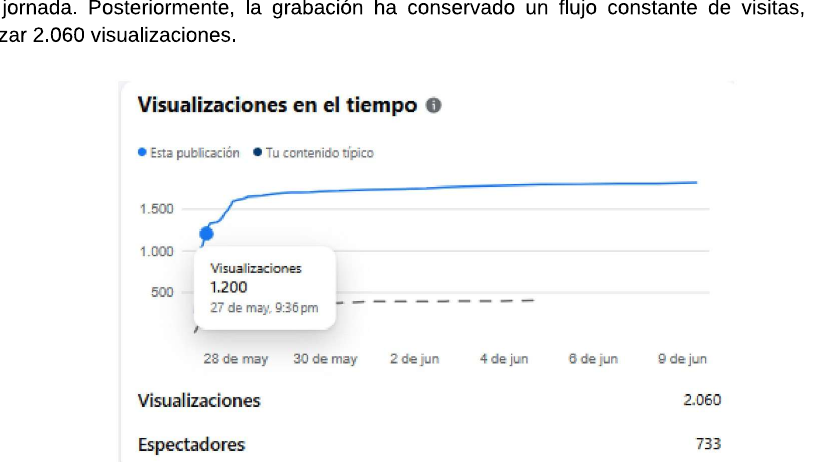 jornada. Posteriormente, la grabación ha conservado un flujo constante de visitas,
zar 2.060 visualizaciones.
Visualizaciones en el tiempo
Esta publicación Tu contenido típico
1.500
1.000
500
Visualizaciones
1.200
27 de may, 9:36 pm
28 de may 30 de may 2 de jun 4 de jun 6 de jun 9 de jun
Visualizaciones 2.060
Espectadores 733